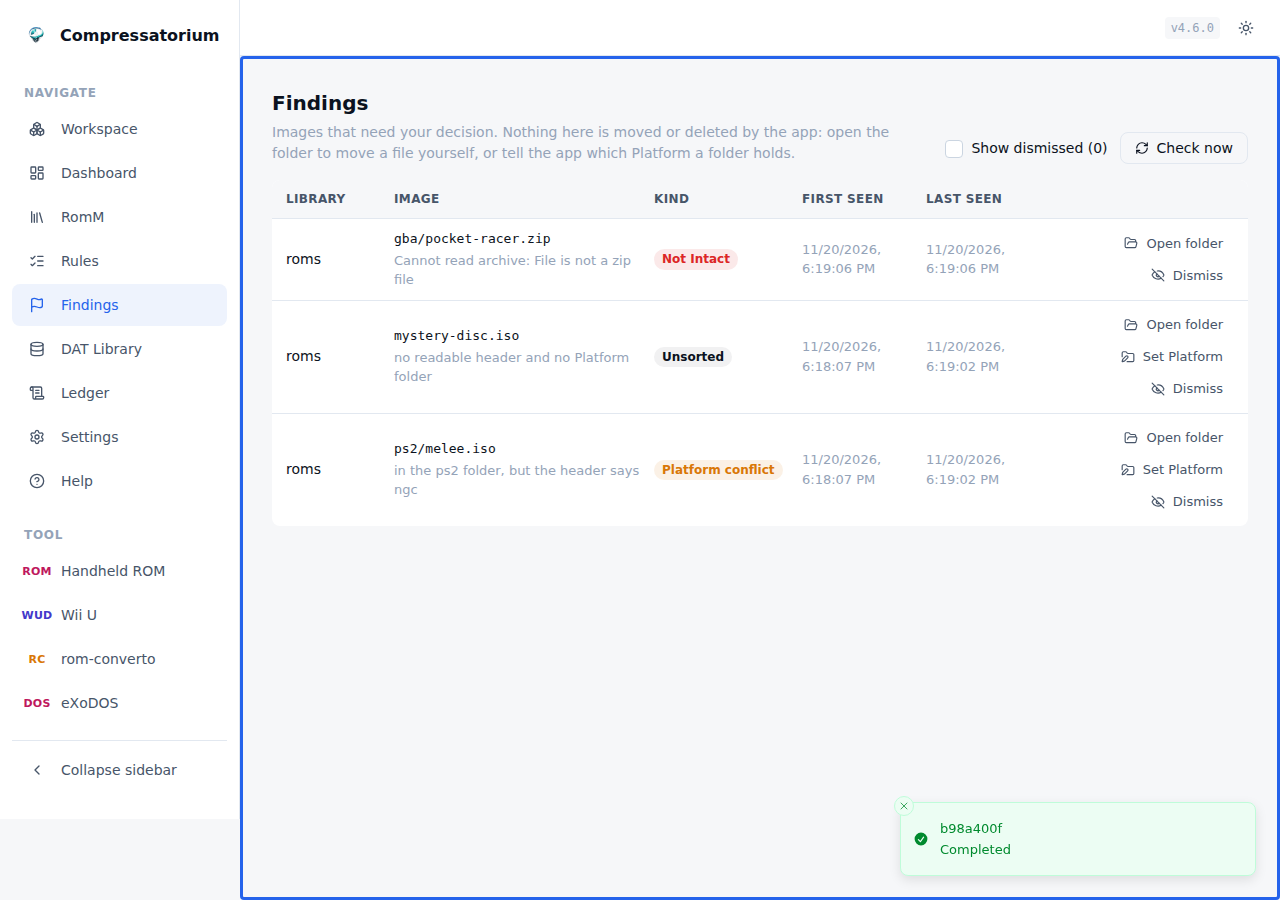 Compressatorium
v4.6.0
NAVIGATE
Workspace
Dashboard
RomM
Rules
Findings
DAT Library
Ledger
Settings
Help
TOOL
ROM Handheld ROM
WUD Wii U
RC rom-converto
DOS eXoDOS
Collapse sidebar
Findings
Images that need your decision. Nothing here is moved or deleted by the app: open the
folder to move a file yourself, or tell the app which Platform a folder holds.
Show dismissed (0)
Check now
LIBRARY IMAGE KIND FIRST SEEN LAST SEEN
roms
gba/pocket-racer.zip
Cannot read archive: File is not a zip
file
Not Intact
11/20/2026,
6:19:06 PM
11/20/2026,
6:19:06 PM
Open folder
Dismiss
roms
mystery-disc.iso
no readable header and no Platform
folder
Unsorted
11/20/2026,
6:18:07 PM
11/20/2026,
6:19:02 PM
Open folder
Set Platform
Dismiss
roms
ps2/melee.iso
in the ps2 folder, but the header says
ngc
Platform conflict
11/20/2026,
6:18:07 PM
11/20/2026,
6:19:02 PM
Open folder
Set Platform
Dismiss
b98a400f
Completed